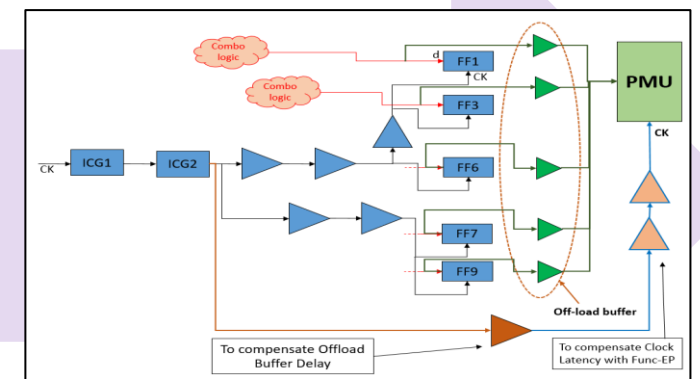 Combo
logic
d
FF1
CK
PMU
Combo
logic
FF3
CK
CK
ICG1
ICG2
FF6
FF7
FF9
Off-load buffer
To compensate Offload
Buffer Delay
To compensate Clock
Latency with Func-EP